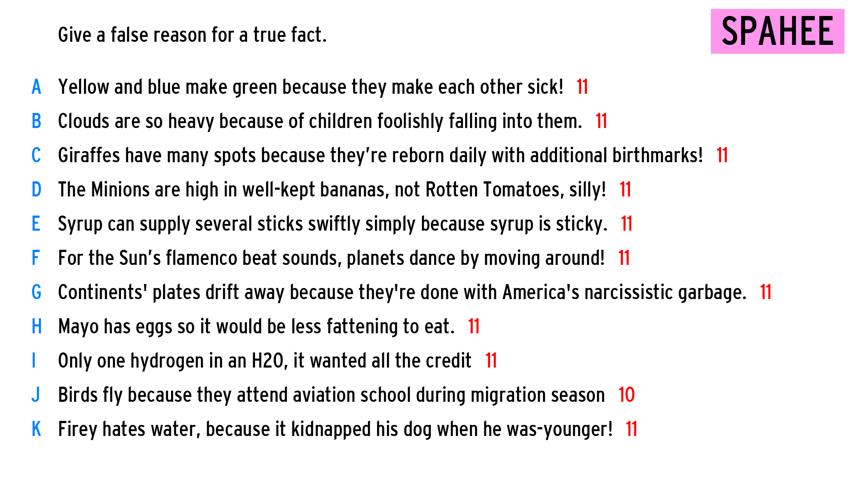 Give a false reason for a true fact.
SPAHEE
A Yellow and blue make green because they make each other sick! 11
B Clouds are so heavy because of children foolishly falling into them. 11
C Giraffes have many spots because they’re reborn daily with additional birthmarks! 11
D The Minions are high in well-kept bananas, not Rotten Tomatoes, silly! 11
E Syrup can supply several sticks swiftly simply because syrup is sticky. 11
F For the Sun’s flamenco beat sounds, planets dance by moving around! 11
G Continents' plates drift away because they're done with America's narcissistic garbage. 11
H Mayo has eggs so it would be less fattening to eat. 11
I Only one hydrogen in an H2O, it wanted all the credit 11
J Birds fly because they attend aviation school during migration season 10
K Firey hates water, because it kidnapped his dog when he was-younger! 11